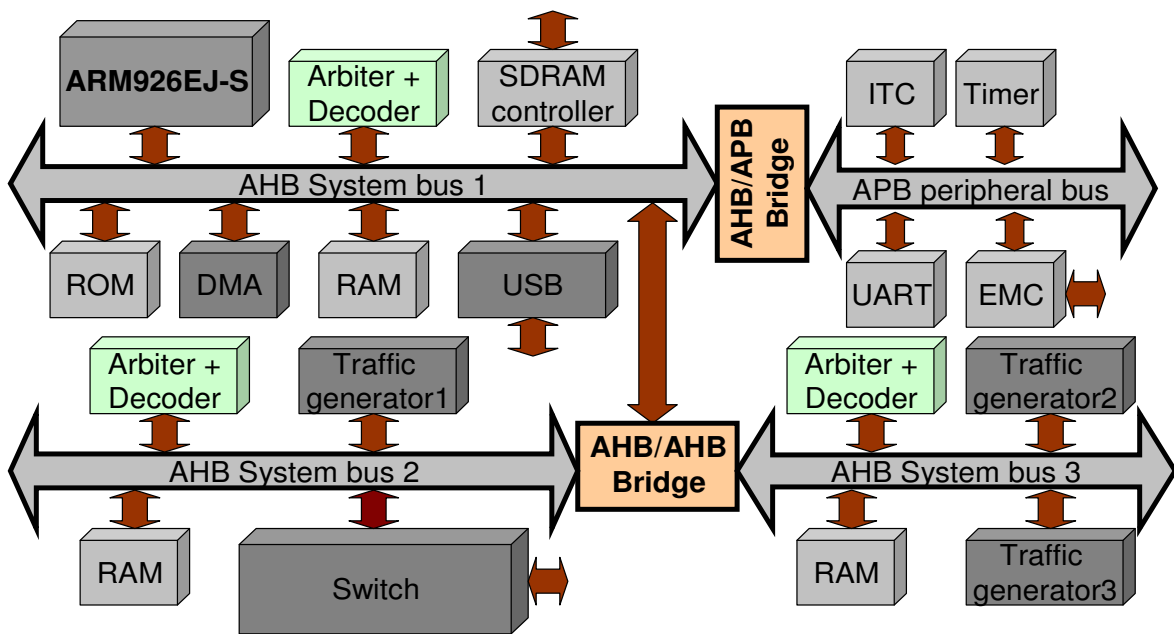 ARM926EJ-S
Arbiter +
Decoder
SDRAM
controller
ITC
Timer
AHB System bus 1
AHB/APB
Bridge
APB peripheral bus
ROM
DMA
RAM
USB
UART
EMC
Arbiter +
Decoder
Traffic
generator1
Arbiter +
Decoder
Traffic
generator2
AHB System bus 2
AHB/AHB
Bridge
AHB System bus 3
RAM
Switch
RAM
Traffic
generator3